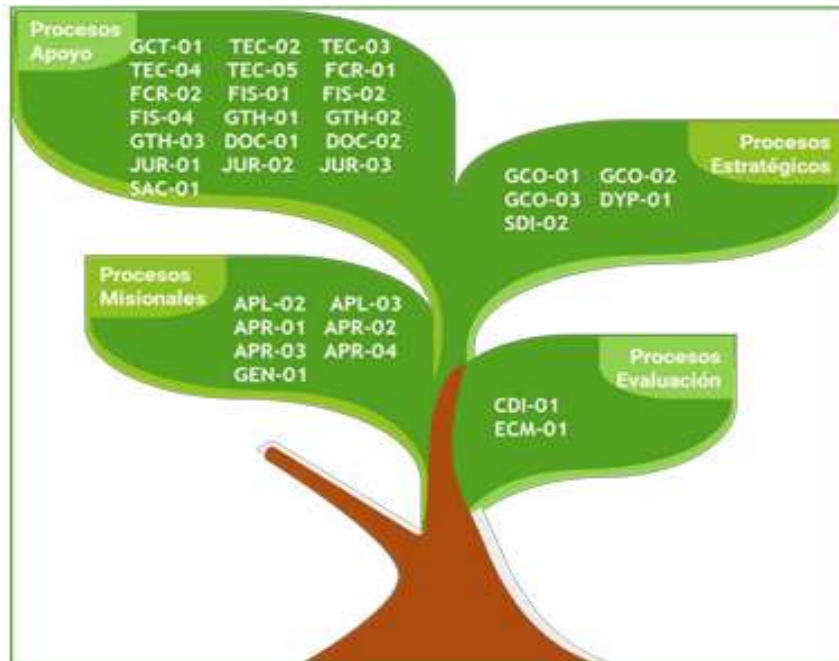 Procesos
Apoyo
GCT-01 TEC-02 TEC-03
TEC-04 TEC-05 FCR-01
FCR-02 FIS-01 FIS-02
FIS-04 GTH-01 GTH-02
GTH-03 DOC-01 DOC-02
JUR-01 JUR-02 JUR-03
SAC-01
Procesos
Estratégicos
GCO-01 GCO-02
GCO-03 DYP-01
SDI-02
Procesos
Misionales
APL-02 APL-03
APR-01 APR-02
APR-03 APR-04
GEN-01
Procesos
Evaluación
CDI-01
ECM-01